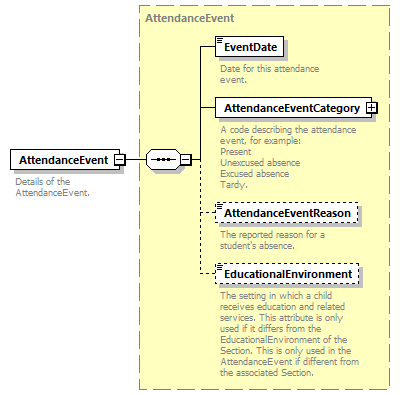 AttendanceEvent
EventDate
Date for this attendance
event.
AttendanceEventCategory
A code describing the attendance
event, for example:
Present
Unexcused absence
Excused absence
Tardy.
AttendanceEvent
Details of the
AttendanceEvent.
AttendanceEventReason
The reported reason for a
student's absence.
EducationalEnvironment
The setting in which a child
receives education and related
services. This attribute is only
used if it differs from the
EducationalEnvironment of the
Section. This is only used in the
AttendanceEvent if different from
the associated Section.